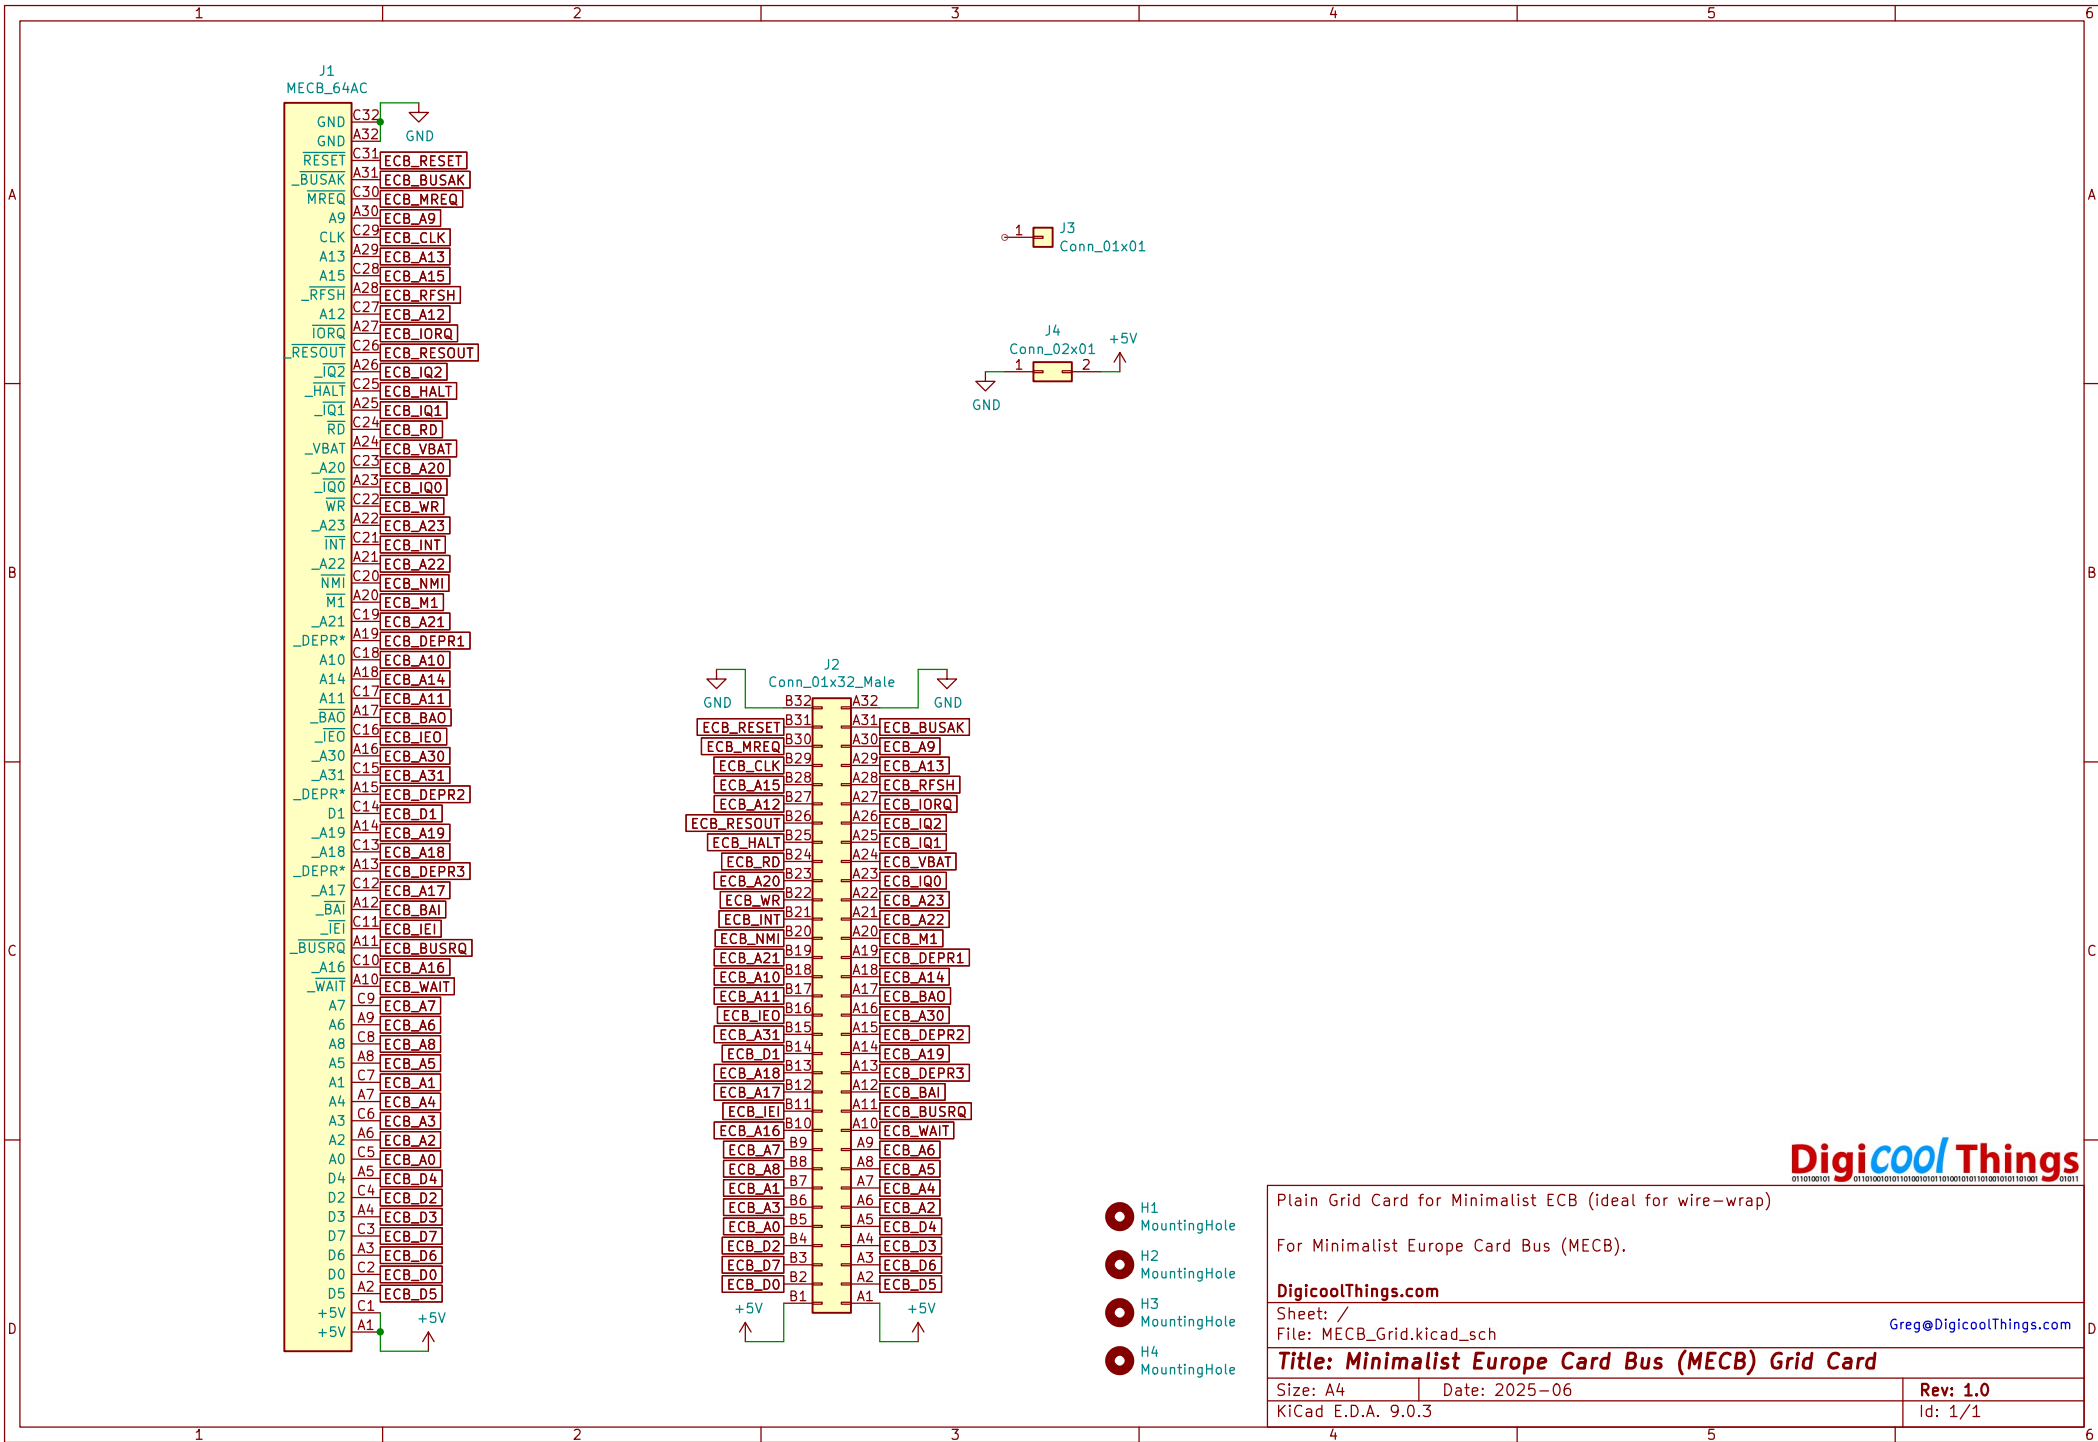 1 2 3 4 5 6
J1
MECB_64AC
GND C32
GND A32
GND
RESET C31 ECB_RESET
_BUSAK A31 ECB_BUSAK
MREQ C30 ECB_MREQ
A9 A30 ECB_A9
CLK C29 ECB_CLK
A13 A29 ECB_A13
A15 C28 ECB_A15
_RFSH A28 ECB_RFSH
A12 C27 ECB_A12
IORQ A27 ECB_IORQ
_RESOUT C26 ECB_RESOUT
_IQ2 A26 ECB_IQ2
_HALT C25 ECB_HALT
_IQ1 A25 ECB_IQ1
RD C24 ECB_RD
_VBAT A24 ECB_VBAT
_A20 C23 ECB_A20
_IQ0 A23 ECB_IQ0
WR C22 ECB_WR
_A23 A22 ECB_A23
INT C21 ECB_INT
_A22 A21 ECB_A22
NMI C20 ECB_NMI
M1 A20 ECB_M1
_A21 C19 ECB_A21
_DEPR* A19 ECB_DEPR1
A10 C18 ECB_A10
A14 A18 ECB_A14
A11 C17 ECB_A11
_BAO A17 ECB_BAO
_IEO C16 ECB_IEO
_A30 A16 ECB_A30
_A31 C15 ECB_A31
_DEPR* A15 ECB_DEPR2
D1 C14 ECB_D1
_A19 A14 ECB_A19
_A18 C13 ECB_A18
_DEPR* A13 ECB_DEPR3
_A17 C12 ECB_A17
_BAI A12 ECB_BAI
_IEI C11 ECB_IEI
_BUSRQ A11 ECB_BUSRQ
_A16 C10 ECB_A16
_WAIT A10 ECB_WAIT
A7 C9 ECB_A7
A6 A9 ECB_A6
A8 C8 ECB_A8
A5 A8 ECB_A5
A1 C7 ECB_A1
A4 A7 ECB_A4
A3 C6 ECB_A3
A2 A6 ECB_A2
A0 C5 ECB_A0
D4 A5 ECB_D4
D2 C4 ECB_D2
D3 A4 ECB_D3
D7 C3 ECB_D7
D6 A3 ECB_D6
D0 C2 ECB_D0
D5 A2 ECB_D5
+5V C1
+5V A1
+5V
J3
Conn_01x01
1
J4
Conn_02x01
1 2
+5V
GND
J2
Conn_01x32_Male
GND B32 A32 GND
ECB_RESET B31 A31 ECB_BUSAK
ECB_MREQ B30 A30 ECB_A9
ECB_CLK B29 A29 ECB_A13
ECB_A15 B28 A28 ECB_RFSH
ECB_A12 B27 A27 ECB_IORQ
ECB_RESOUT B26 A26 ECB_IQ2
ECB_HALT B25 A25 ECB_IQ1
ECB_RD B24 A24 ECB_VBAT
ECB_A20 B23 A23 ECB_IQ0
ECB_WR B22 A22 ECB_A23
ECB_INT B21 A21 ECB_A22
ECB_NMI B20 A20 ECB_M1
ECB_A21 B19 A19 ECB_DEPR1
ECB_A10 B18 A18 ECB_A14
ECB_A11 B17 A17 ECB_BAO
ECB_IEO B16 A16 ECB_A30
ECB_A31 B15 A15 ECB_DEPR2
ECB_D1 B14 A14 ECB_A19
ECB_A18 B13 A13 ECB_DEPR3
ECB_A17 B12 A12 ECB_BAI
ECB_IEI B11 A11 ECB_BUSRQ
ECB_A16 B10 A10 ECB_WAIT
ECB_A7 B9 A9 ECB_A6
ECB_A8 B8 A8 ECB_A5
ECB_A1 B7 A7 ECB_A4
ECB_A3 B6 A6 ECB_A2
ECB_A0 B5 A5 ECB_D4
ECB_D2 B4 A4 ECB_D3
ECB_D7 B3 A3 ECB_D6
ECB_D0 B2 A2 ECB_D5
+5V B1 A1 +5V
H1
MountingHole
H2
MountingHole
H3
MountingHole
H4
MountingHole
A A
B B
C C
D D
Digicool Things
Plain Grid Card for Minimalist ECB (ideal for wire-wrap)
For Minimalist Europe Card Bus (MECB).
DigicoolThings.com
Sheet: /
File: MECB_Grid.kicad_sch
Greg@DigicoolThings.com
Title: Minimalist Europe Card Bus (MECB) Grid Card
Size: A4 Date: 2025-06 Rev: 1.0
KiCad E.D.A. 9.0.3 Id: 1/1
1 2 3 4 5 6